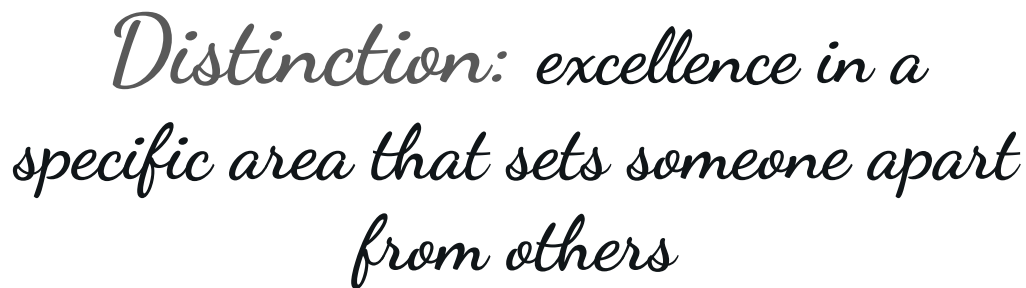 Distinction: excellence in a
specific area that sets someone apart
from others